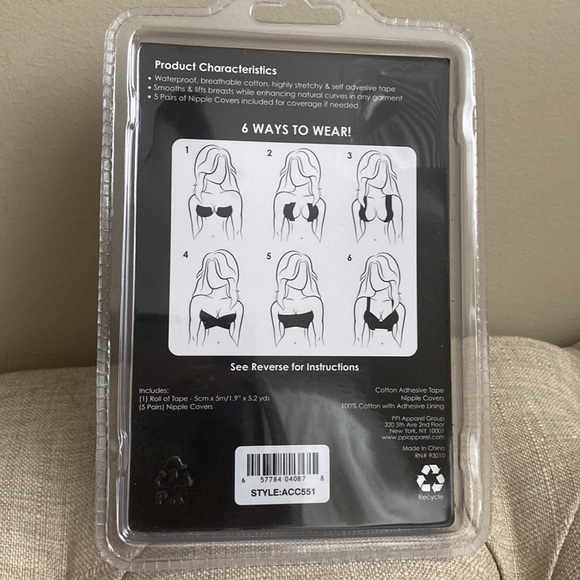 Product Characteristics
• Waterproof, breathable cotton, highly stretchy & self advesive tape
• Smooths & lifts breasts while enhancing natural curves in any garment
• 5 Pairs of Nipple Covers included for coverage if needed
6 WAYS TO WEAR!
1 2 3
4 5 6
See Reverse for Instructions
Includes:
(1) Roll of Tape - 5cm x 5m/1.9" x 5.2 yds
(5 Pairs) Nipple Covers
Cotton Adhesive Tape
Nipple Covers
100% Cotton with Adhesive Lining
PPI Apparel Group
320 5th Ave 2nd Floor
New York, NY 10001
www.ppiapparel.com
Made In China
RN# 93010
6 57784 04087 8
STYLE:ACC551
Recycle